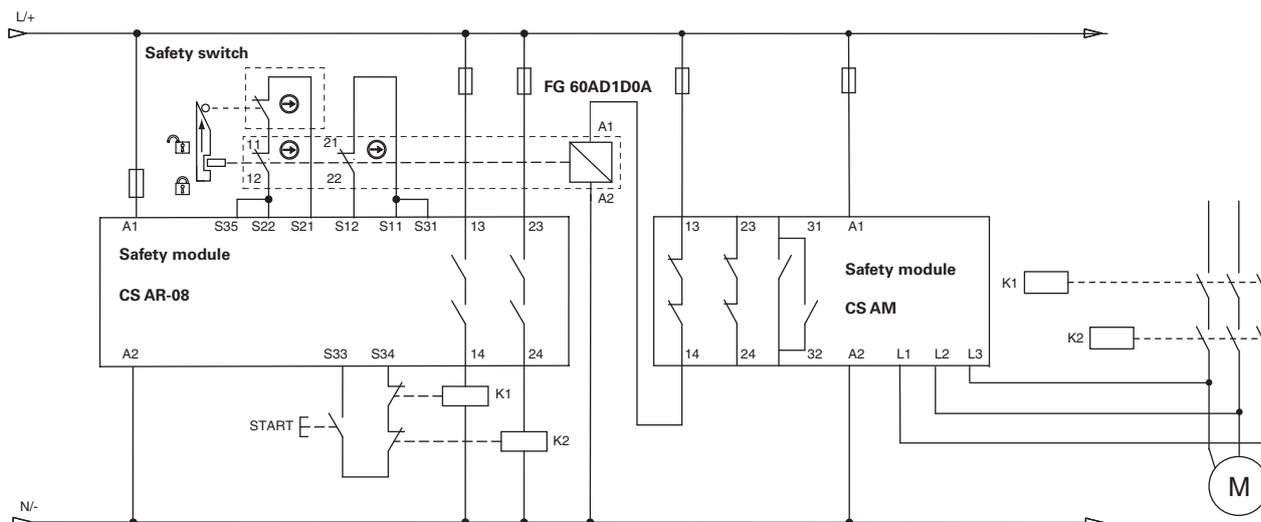 L/+
Safety switch
FG 60AD1D0A
A1
11
21
12
22
A2
A1
S35
S22
S21
S12
S11
S31
13
23
13
23
31
A1
Safety module
CS AR-08
Safety module
CS AM
K1
K2
A2
S33
S34
14
24
14
24
32
A2
L1
L2
L3
K1
START
K2
M
N/-